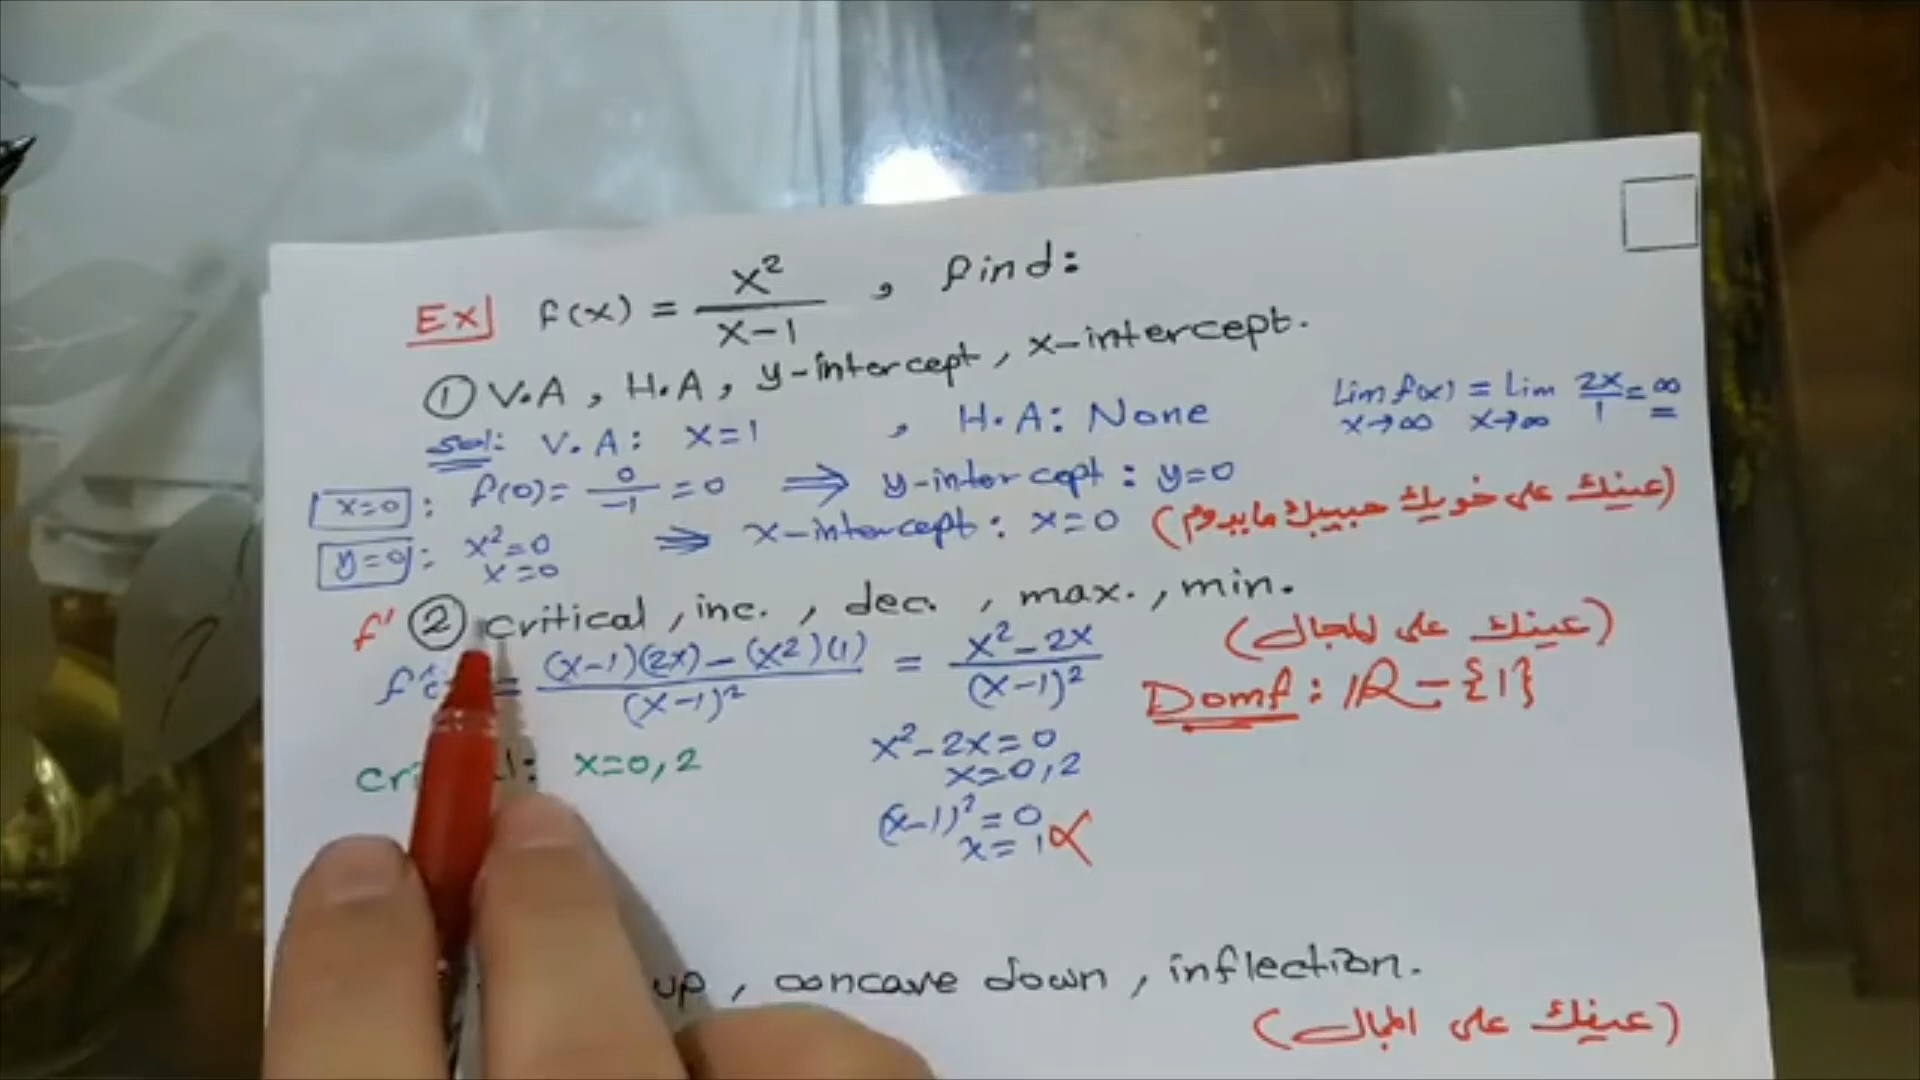 Ex] f(x) = x²/(x-1) , find:
① V.A , H.A , y-intercept , x-intercept.
sol: V.A: x=1 , H.A: None Lim f(x) = Lim 2x/1 = ∞
x→∞ x→∞
x=0 : f(0) = 0/-1 = 0 ⇒ y-intercept : y=0
y=0 : x²=0 ⇒ x-intercept : x=0 (عينك على خويك حبيبك مايدوم)
x=0
f' ② critical , inc. , dec. , max. , min.
(عينك على المجال)
= (x-1)(2x) - (x²)(1) / (x-1)² = x²-2x / (x-1)² Domf : IR - {1}
x²-2x=0
x=0,2 x=0,2
(x-1)²=0
x=1 ×
up , concave down , inflection.
(عينك على المجال)